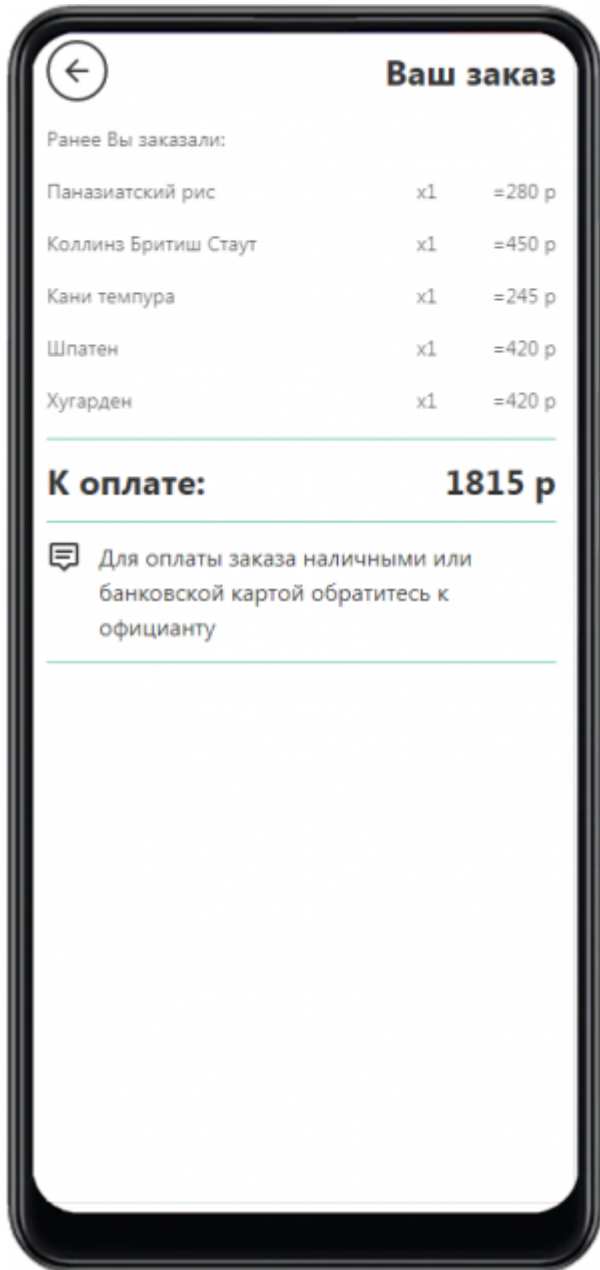 Ваш заказ
Ранее Вы заказали:
Паназиатский рис x1 =280 р
Коллинз Бритиш Стаут x1 =450 р
Кани темпура x1 =245 р
Шпатен x1 =420 р
Хугарден x1 =420 р
К оплате: 1815 р
Для оплаты заказа наличными или
банковской картой обратитесь к
официанту